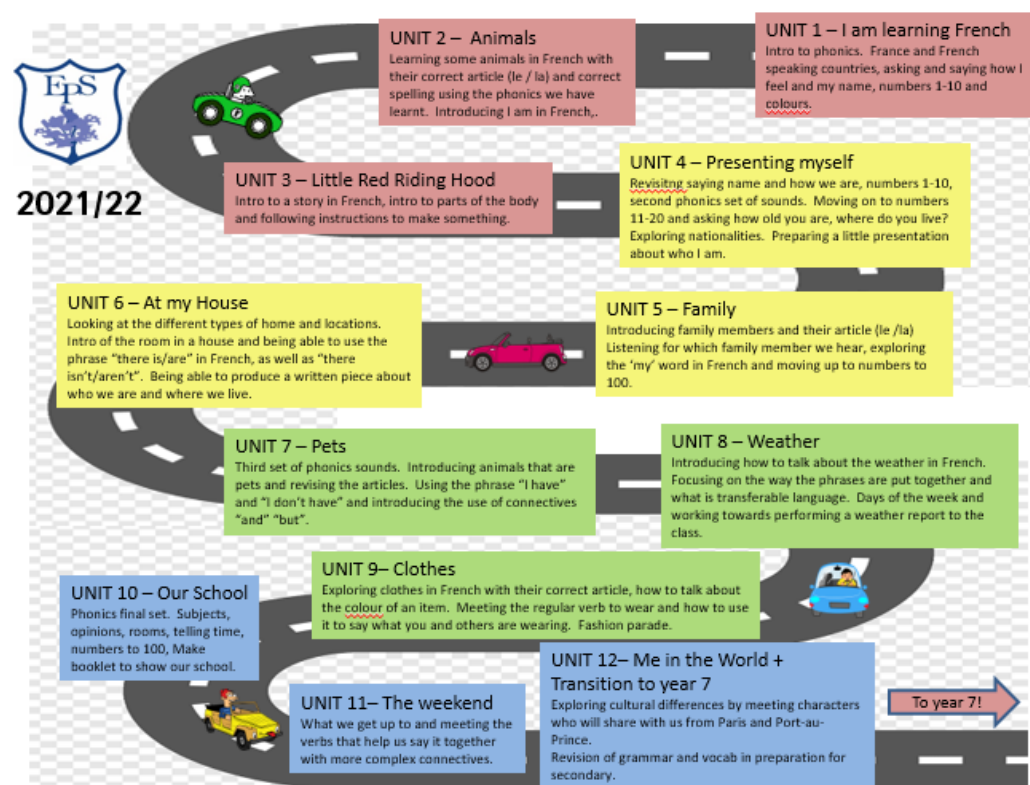 EPS
2021/22
UNIT 1 – I am learning French
Intro to phonics. France and French
speaking countries, asking and saying how I
feel and my name, numbers 1-10 and
colours.
UNIT 2 – Animals
Learning some animals in French with
their correct article (le / la) and correct
spelling using the phonics we have
learnt. Introducing I am in French,.
UNIT 3 – Little Red Riding Hood
Intro to a story in French, intro to parts of the body
and following instructions to make something.
UNIT 4 – Presenting myself
Revisitng saying name and how we are, numbers 1-10,
second phonics set of sounds. Moving on to numbers
11-20 and asking how old you are, where do you live?
Exploring nationalities. Preparing a little presentation
about who I am.
UNIT 5 – Family
Introducing family members and their article (le /la)
Listening for which family member we hear, exploring
the ‘my’ word in French and moving up to numbers to
100.
UNIT 6 – At my House
Looking at the different types of home and locations.
Intro of the room in a house and being able to use the
phrase “there is/are” in French, as well as “there
isn’t/aren’t”. Being able to produce a written piece about
who we are and where we live.
UNIT 7 – Pets
Third set of phonics sounds. Introducing animals that are
pets and revising the articles. Using the phrase “I have”
and “I don’t have” and introducing the use of connectives
“and” “but”.
UNIT 8 – Weather
Introducing how to talk about the weather in French.
Focusing on the way the phrases are put together and
what is transferable language. Days of the week and
working towards performing a weather report to the
class.
UNIT 9– Clothes
Exploring clothes in French with their correct article, how to talk about
the colour of an item. Meeting the regular verb to wear and how to use
it to say what you and others are wearing. Fashion parade.
UNIT 10 – Our School
Phonics final set. Subjects,
opinions, rooms, telling time,
numbers to 100, Make
booklet to show our school.
UNIT 11– The weekend
What we get up to and meeting the
verbs that help us say it together
with more complex connectives.
UNIT 12– Me in the World +
Transition to year 7
Exploring cultural differences by meeting characters
who will share with us from Paris and Port-au-
Prince.
Revision of grammar and vocab in preparation for
secondary.
To year 7!